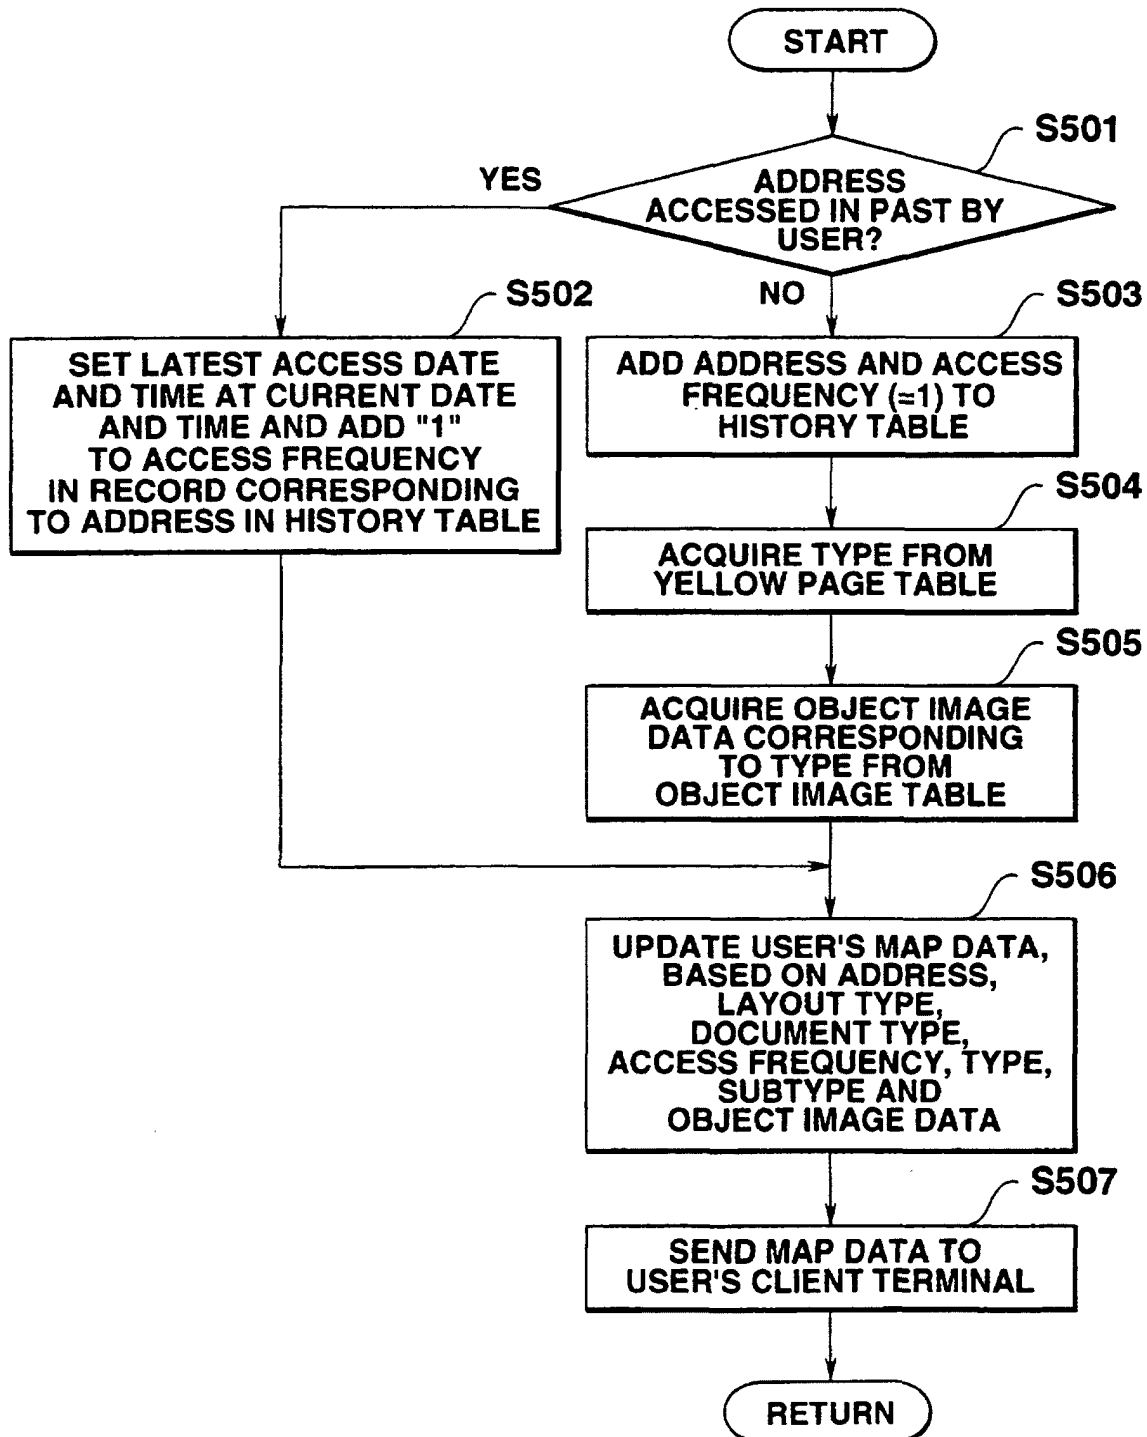 START
S501
ADDRESS
ACCESSED IN PAST BY
USER?
YES
NO
S502
SET LATEST ACCESS DATE
AND TIME AT CURRENT DATE
AND TIME AND ADD "1"
TO ACCESS FREQUENCY
IN RECORD CORRESPONDING
TO ADDRESS IN HISTORY TABLE
S503
ADD ADDRESS AND ACCESS
FREQUENCY (=1) TO
HISTORY TABLE
S504
ACQUIRE TYPE FROM
YELLOW PAGE TABLE
S505
ACQUIRE OBJECT IMAGE
DATA CORRESPONDING
TO TYPE FROM
OBJECT IMAGE TABLE
S506
UPDATE USER'S MAP DATA,
BASED ON ADDRESS,
LAYOUT TYPE,
DOCUMENT TYPE,
ACCESS FREQUENCY, TYPE,
SUBTYPE AND
OBJECT IMAGE DATA
S507
SEND MAP DATA TO
USER'S CLIENT TERMINAL
RETURN